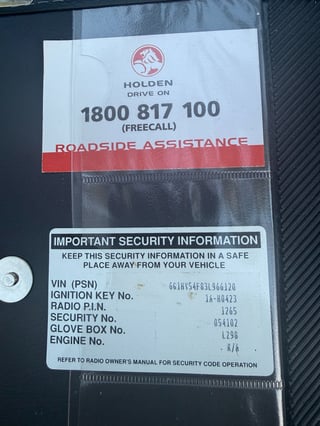 HOLDEN
DRIVE ON
1800 817 100
(FREECALL)
ROADSIDE ASSISTANCE
IMPORTANT SECURITY INFORMATION
KEEP THIS SECURITY INFORMATION IN A SAFE
PLACE AWAY FROM YOUR VEHICLE
VIN (PSN)
IGNITION KEY No. 1A-H0423
RADIO P.I.N. 1265
SECURITY No. 054102
GLOVE BOX No. L290
ENGINE No. N/A
REFER TO RADIO OWNER'S MANUAL FOR SECURITY CODE OPERATION